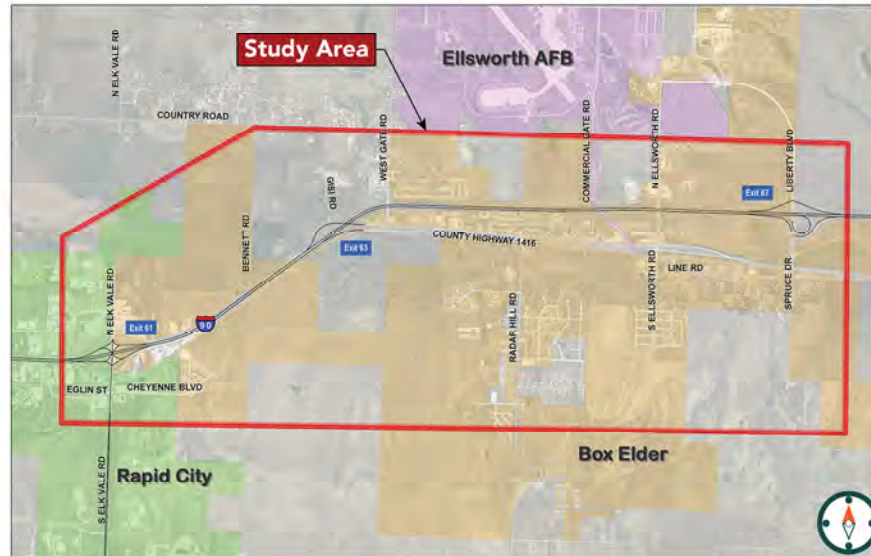 Study Area
Ellsworth AFB
N ELK VALE RD
COUNTRY ROAD
WEST GATE RD
COMMERCIAL GATE RD
N ELLSWORTH RD
LIBERTY BLVD
GISI RD
Exit 67
BENNETT RD
Exit 63
COUNTY HIGHWAY 1416
LINE RD
N ELK VALE RD
Exit 61
90
RADAR HILL RD
S ELLSWORTH RD
SPRUCE DR
EGLIN ST
CHEYENNE BLVD
S ELK VALE RD
Rapid City
Box Elder